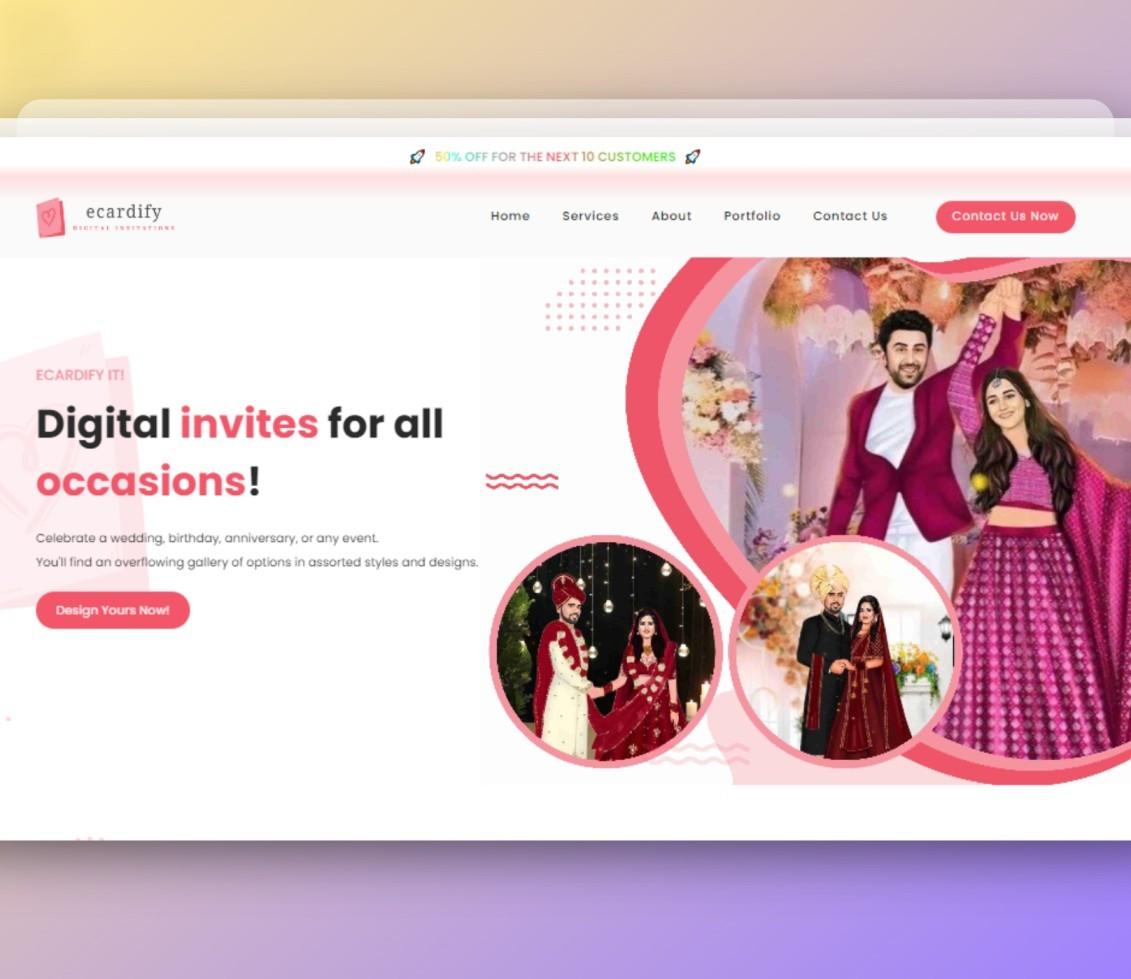 50% OFF FOR THE NEXT 10 CUSTOMERS
ecardify
DIGITAL INVITATIONS
Home Services About Portfolio Contact Us Contact Us Now
ECARDIFY IT!
Digital invites for all
occasions!
Celebrate a wedding, birthday, anniversary, or any event.
You'll find an overflowing gallery of options in assorted styles and designs.
Design Yours Now!